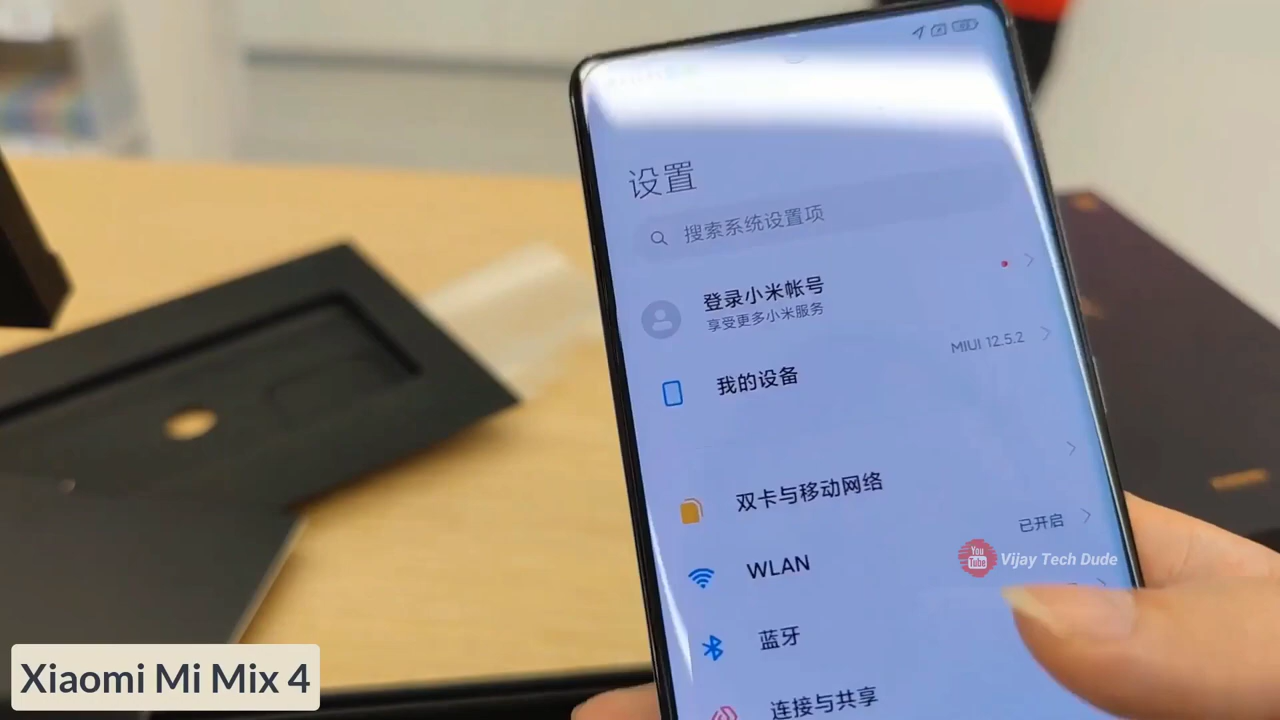 设置
搜索系统设置项
登录小米帐号
享受更多小米服务
我的设备
MIUI 12.5.2
双卡与移动网络
WLAN
已开启
蓝牙
连接与共享
You
Tube
Vijay Tech Dude
Xiaomi Mi Mix 4